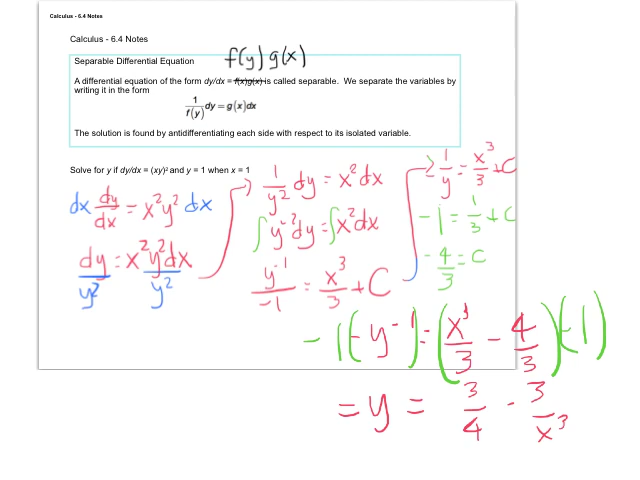 Calculus - 6.4 Notes
Calculus - 6.4 Notes
Separable Differential Equation
f(y) g(x)
A differential equation of the form dy/dx = f(x)g(x) is called separable. We separate the variables by
writing it in the form
1/f(y) dy = g(x)dx
The solution is found by antidifferentiating each side with respect to its isolated variable.
Solve for y if dy/dx = (xy)² and y = 1 when x = 1
dx dy/dx = x²y² dx
dy/y² = x²y²dx/y²
1/y² dy = x² dx
∫y⁻²dy = ∫x²dx
y⁻¹/-1 = x³/3 + C
-1/y = x³/3 + C
-1 = 1/3 + C
-4/3 = C
-1(-y⁻¹) = (x³/3 - 4/3)(-1)
= y = 3/4 - 3/x³